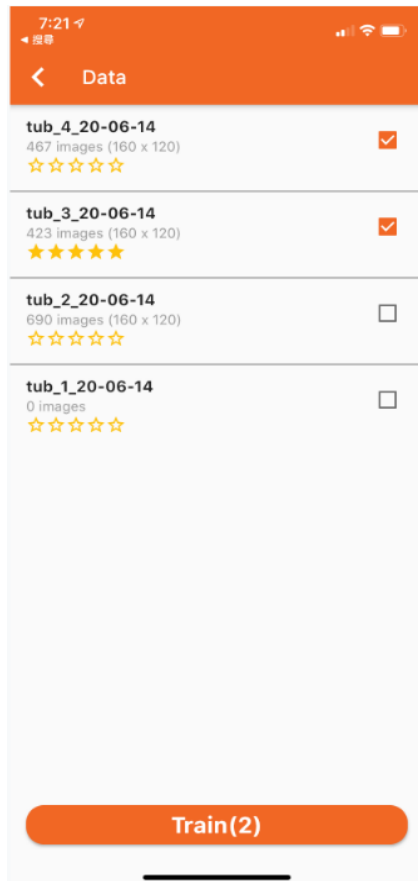 7:21
◀ 搜尋
Data
tub_4_20-06-14
467 images (160 x 120)
tub_3_20-06-14
423 images (160 x 120)
tub_2_20-06-14
690 images (160 x 120)
tub_1_20-06-14
0 images
Train(2)